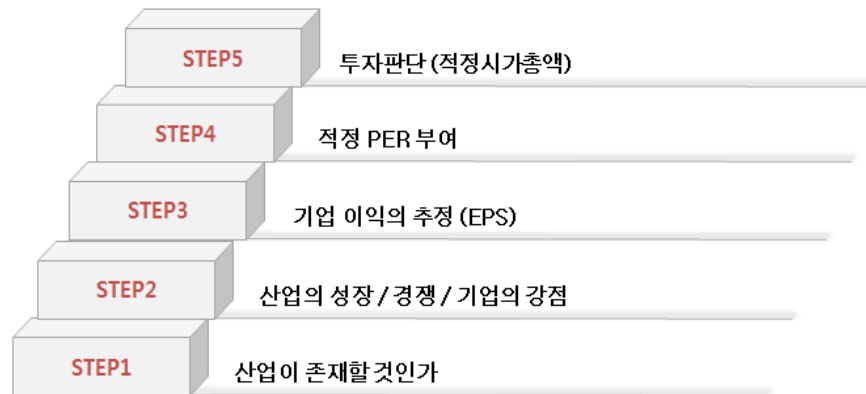 STEP5
투자판단 (적정시가총액)
STEP4
적정 PER 부여
STEP3
기업 이익의 추정 (EPS)
STEP2
산업의 성장 / 경쟁 / 기업의 강점
STEP1
산업이 존재할 것인가